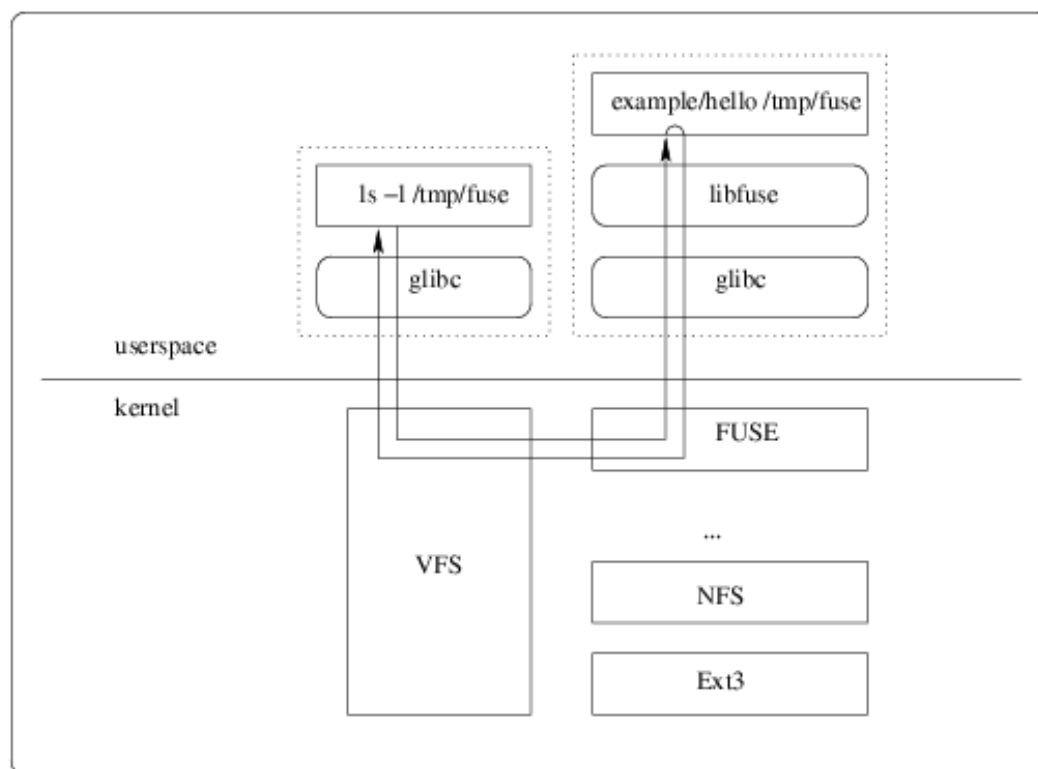 example/hello /tmp/fuse
ls –l /tmp/fuse
libfuse
glibc
glibc
userspace
kernel
FUSE
...
VFS
NFS
Ext3